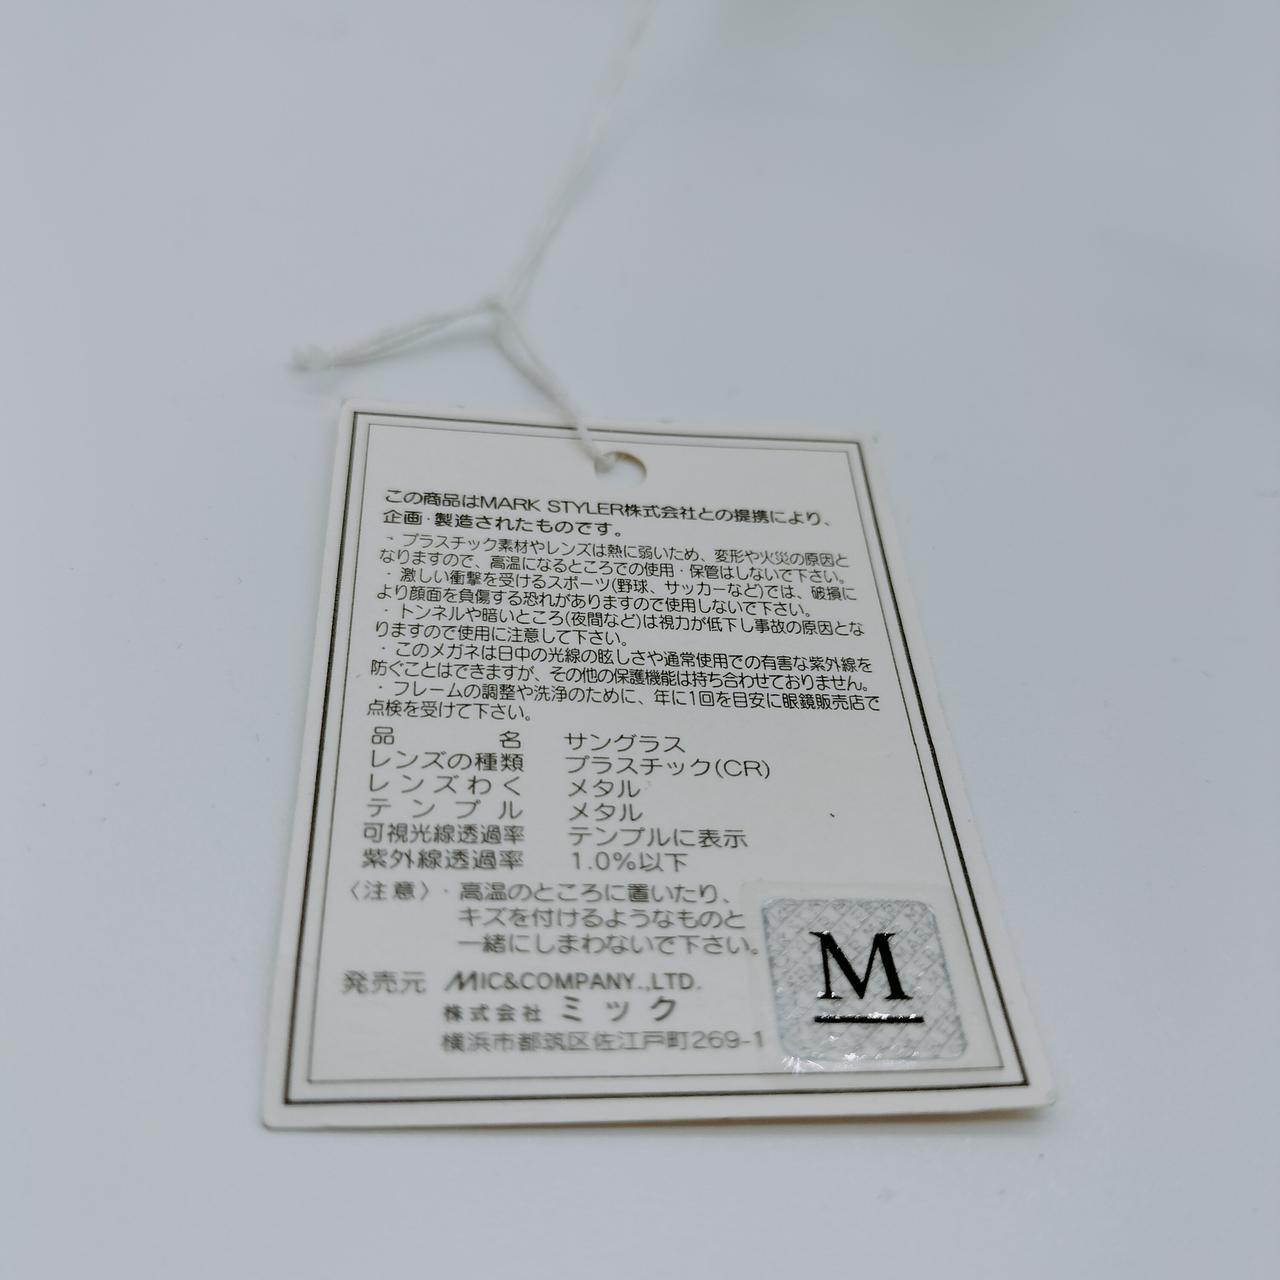 この商品はMARK STYLER株式会社との提携により、
企画·製造されたものです。
· プラスチック素材やレンズは熱に弱いため、変形や火災の原因と
なりますので、高温になるところでの使用・保管はしないで下さい。
· 激しい衝撃を受けるスポーツ(野球、サッカーなど)では、破損に
より顔面を負傷する恐れがありますので使用しないで下さい。
· トンネルや暗いところ(夜間など)は視力が低下し事故の原因とな
りますので使用に注意して下さい。
· このメガネは日中の光線の眩しさや通常使用での有害な紫外線を
防ぐことはできますが、その他の保護機能は持ち合わせておりません。
· フレームの調整や洗浄のために、年に1回を目安に眼鏡販売店で
点検を受けて下さい。
品名 サングラス
レンズの種類 プラスチック(CR)
レンズわく メタル
テンプル メタル
可視光線透過率 テンプルに表示
紫外線透過率 1.0%以下
〈注意〉· 高温のところに置いたり、
キズを付けるようなものと
一緒にしまわないで下さい。
発売元 MIC&COMPANY.,LTD.
株式会社 ミック
横浜市都筑区佐江戸町269-1
M